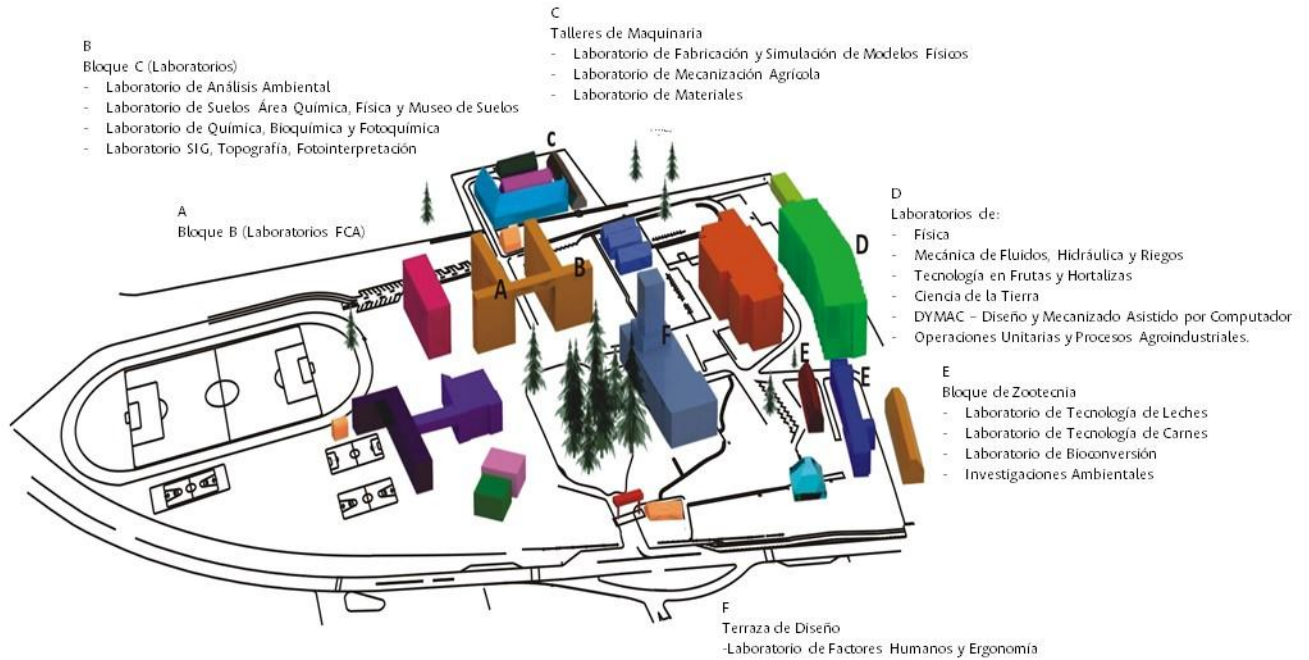 C
Talleres de Maquinaria
- Laboratorio de Fabricación y Simulación de Modelos Físicos
- Laboratorio de Mecanización Agrícola
- Laboratorio de Materiales
B
Bloque C (Laboratorios)
- Laboratorio de Análisis Ambiental
- Laboratorio de Suelos Área Química, Física y Museo de Suelos
- Laboratorio de Química, Bioquímica y Fotoquímica
- Laboratorio SIG, Topografía, Fotointerpretación
A
Bloque B (Laboratorios FCA)
D
Laboratorios de:
- Física
- Mecánica de Fluidos, Hidráulica y Riegos
- Tecnología en Frutas y Hortalizas
- Ciencia de la Tierra
- DYMAC – Diseño y Mecanizado Asistido por Computador
- Operaciones Unitarias y Procesos Agroindustriales.
E
Bloque de Zootecnia
- Laboratorio de Tecnología de Leches
- Laboratorio de Tecnología de Carnes
- Laboratorio de Bioconversión
- Investigaciones Ambientales
F
Terraza de Diseño
-Laboratorio de Factores Humanos y Ergonomía
C
D
B
A
F
E
E